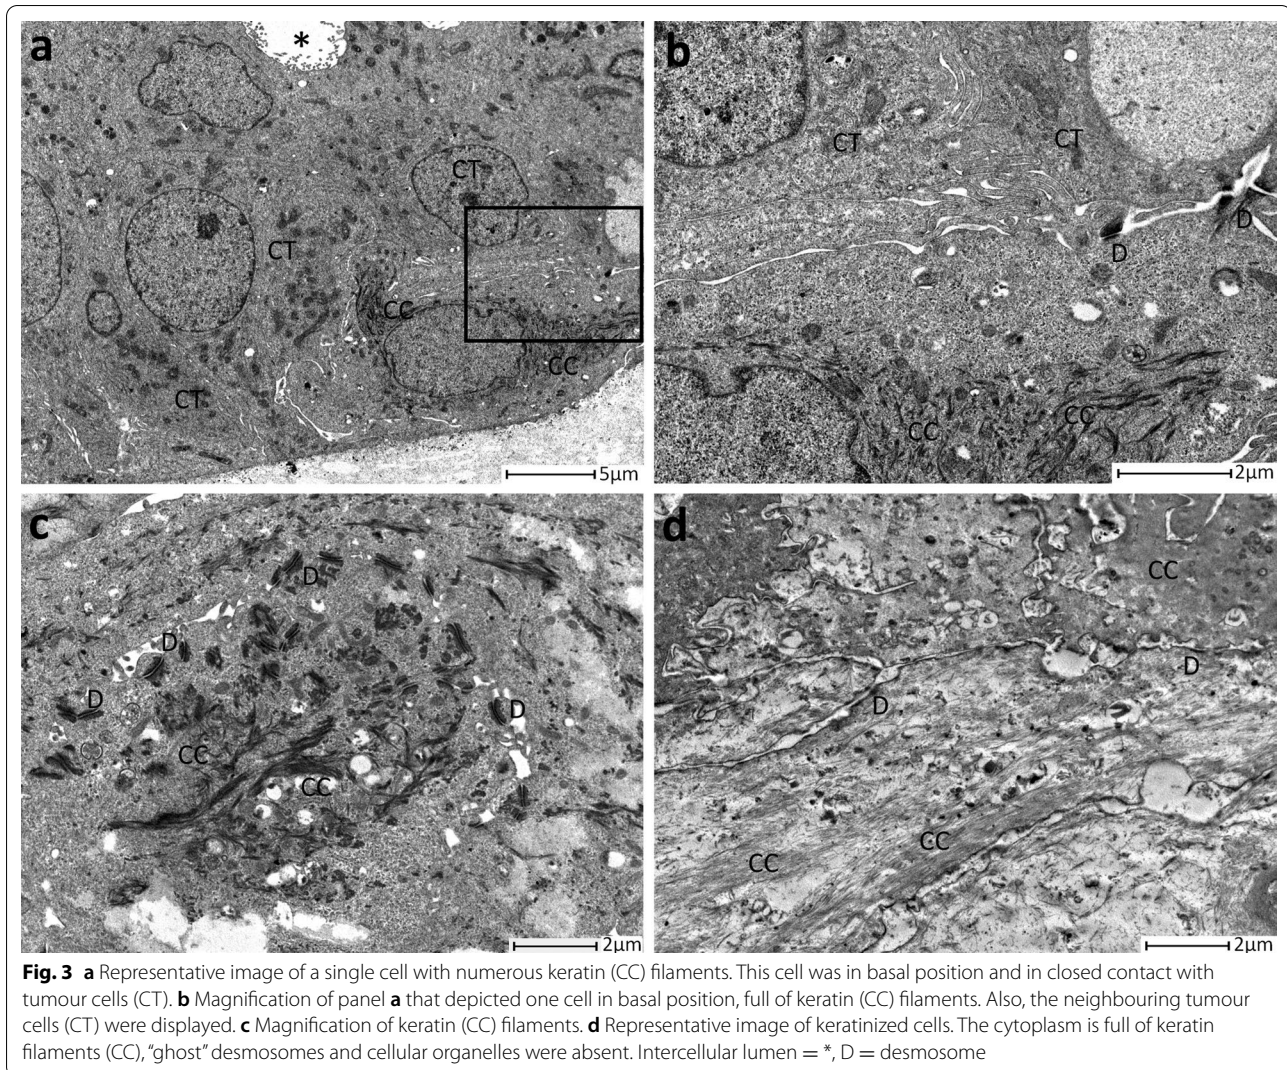 a
*
CT
CT
CC
CC
CT
5µm
b
CT
CT
D
D
CC
CC
2µm
c
D
D
D
D
CC
CC
2µm
d
CC
D
D
CC
CC
2µm
Fig. 3 a Representative image of a single cell with numerous keratin (CC) filaments. This cell was in basal position and in closed contact with
tumour cells (CT). b Magnification of panel a that depicted one cell in basal position, full of keratin (CC) filaments. Also, the neighbouring tumour
cells (CT) were displayed. c Magnification of keratin (CC) filaments. d Representative image of keratinized cells. The cytoplasm is full of keratin
filaments (CC), “ghost” desmosomes and cellular organelles were absent. Intercellular lumen = *, D = desmosome